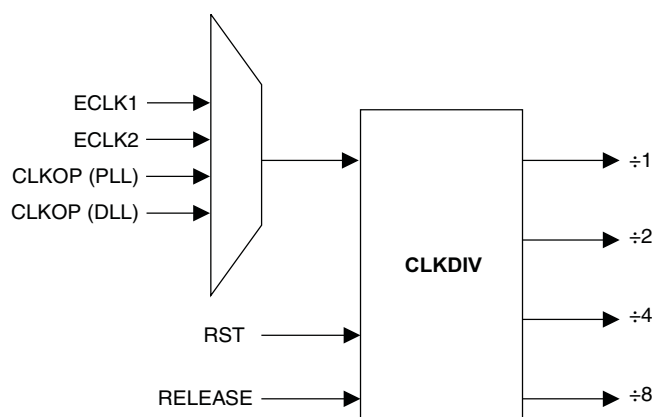 ECLK1
ECLK2
CLKOP (PLL)
CLKOP (DLL)
RST
RELEASE
CLKDIV
÷1
÷2
÷4
÷8